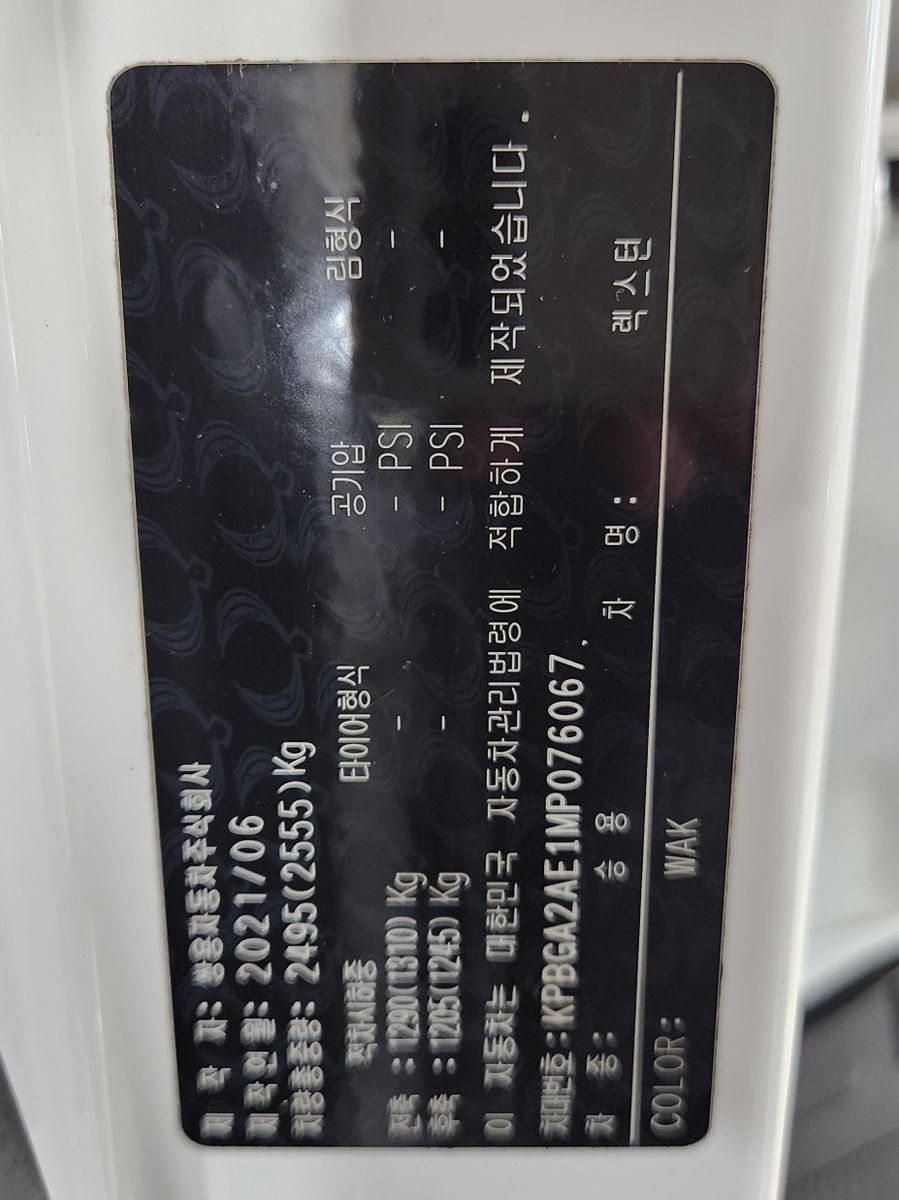 제 작 자: 쌍용자동차주식회사
제 작 연 월: 2021/06
차량총중량: 2495(2555)Kg
적차시하중 타이어형식 공기압 림형식
전축 :1290(1310) Kg - - PSI -
후축 :1205(1245) Kg - - PSI -
이 자동차는 대한민국 자동차관리법령에 적합하게 제작되었습니다.
차대번호:KPBGA2AE1MP076067
차 종: 승 용 차 명: 렉스턴
COLOR: WAK